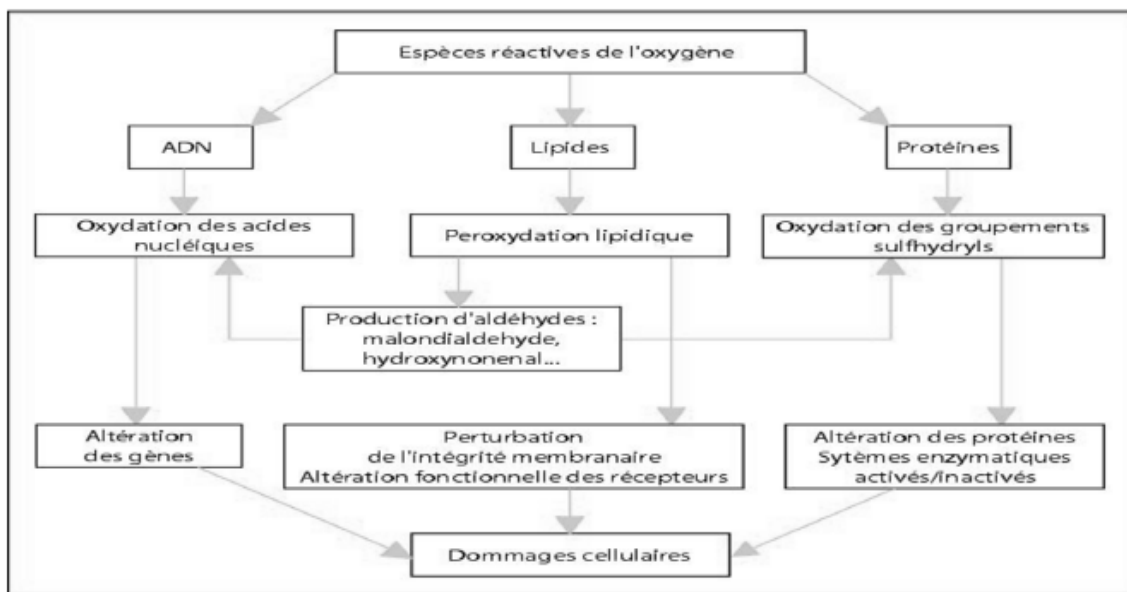 Espèces réactives de l'oxygène
ADN
Lipides
Protéines
Oxydation des acides
nucléiques
Peroxydation lipidique
Oxydation des groupements
sulfhydryls
Production d'aldéhydes :
malondialdehyde,
hydroxynonenal...
Altération
des gènes
Perturbation
de l'intégrité membranaire
Altération fonctionnelle des récepteurs
Altération des protéines
Sytèmes enzymatiques
activés/inactivés
Dommages cellulaires